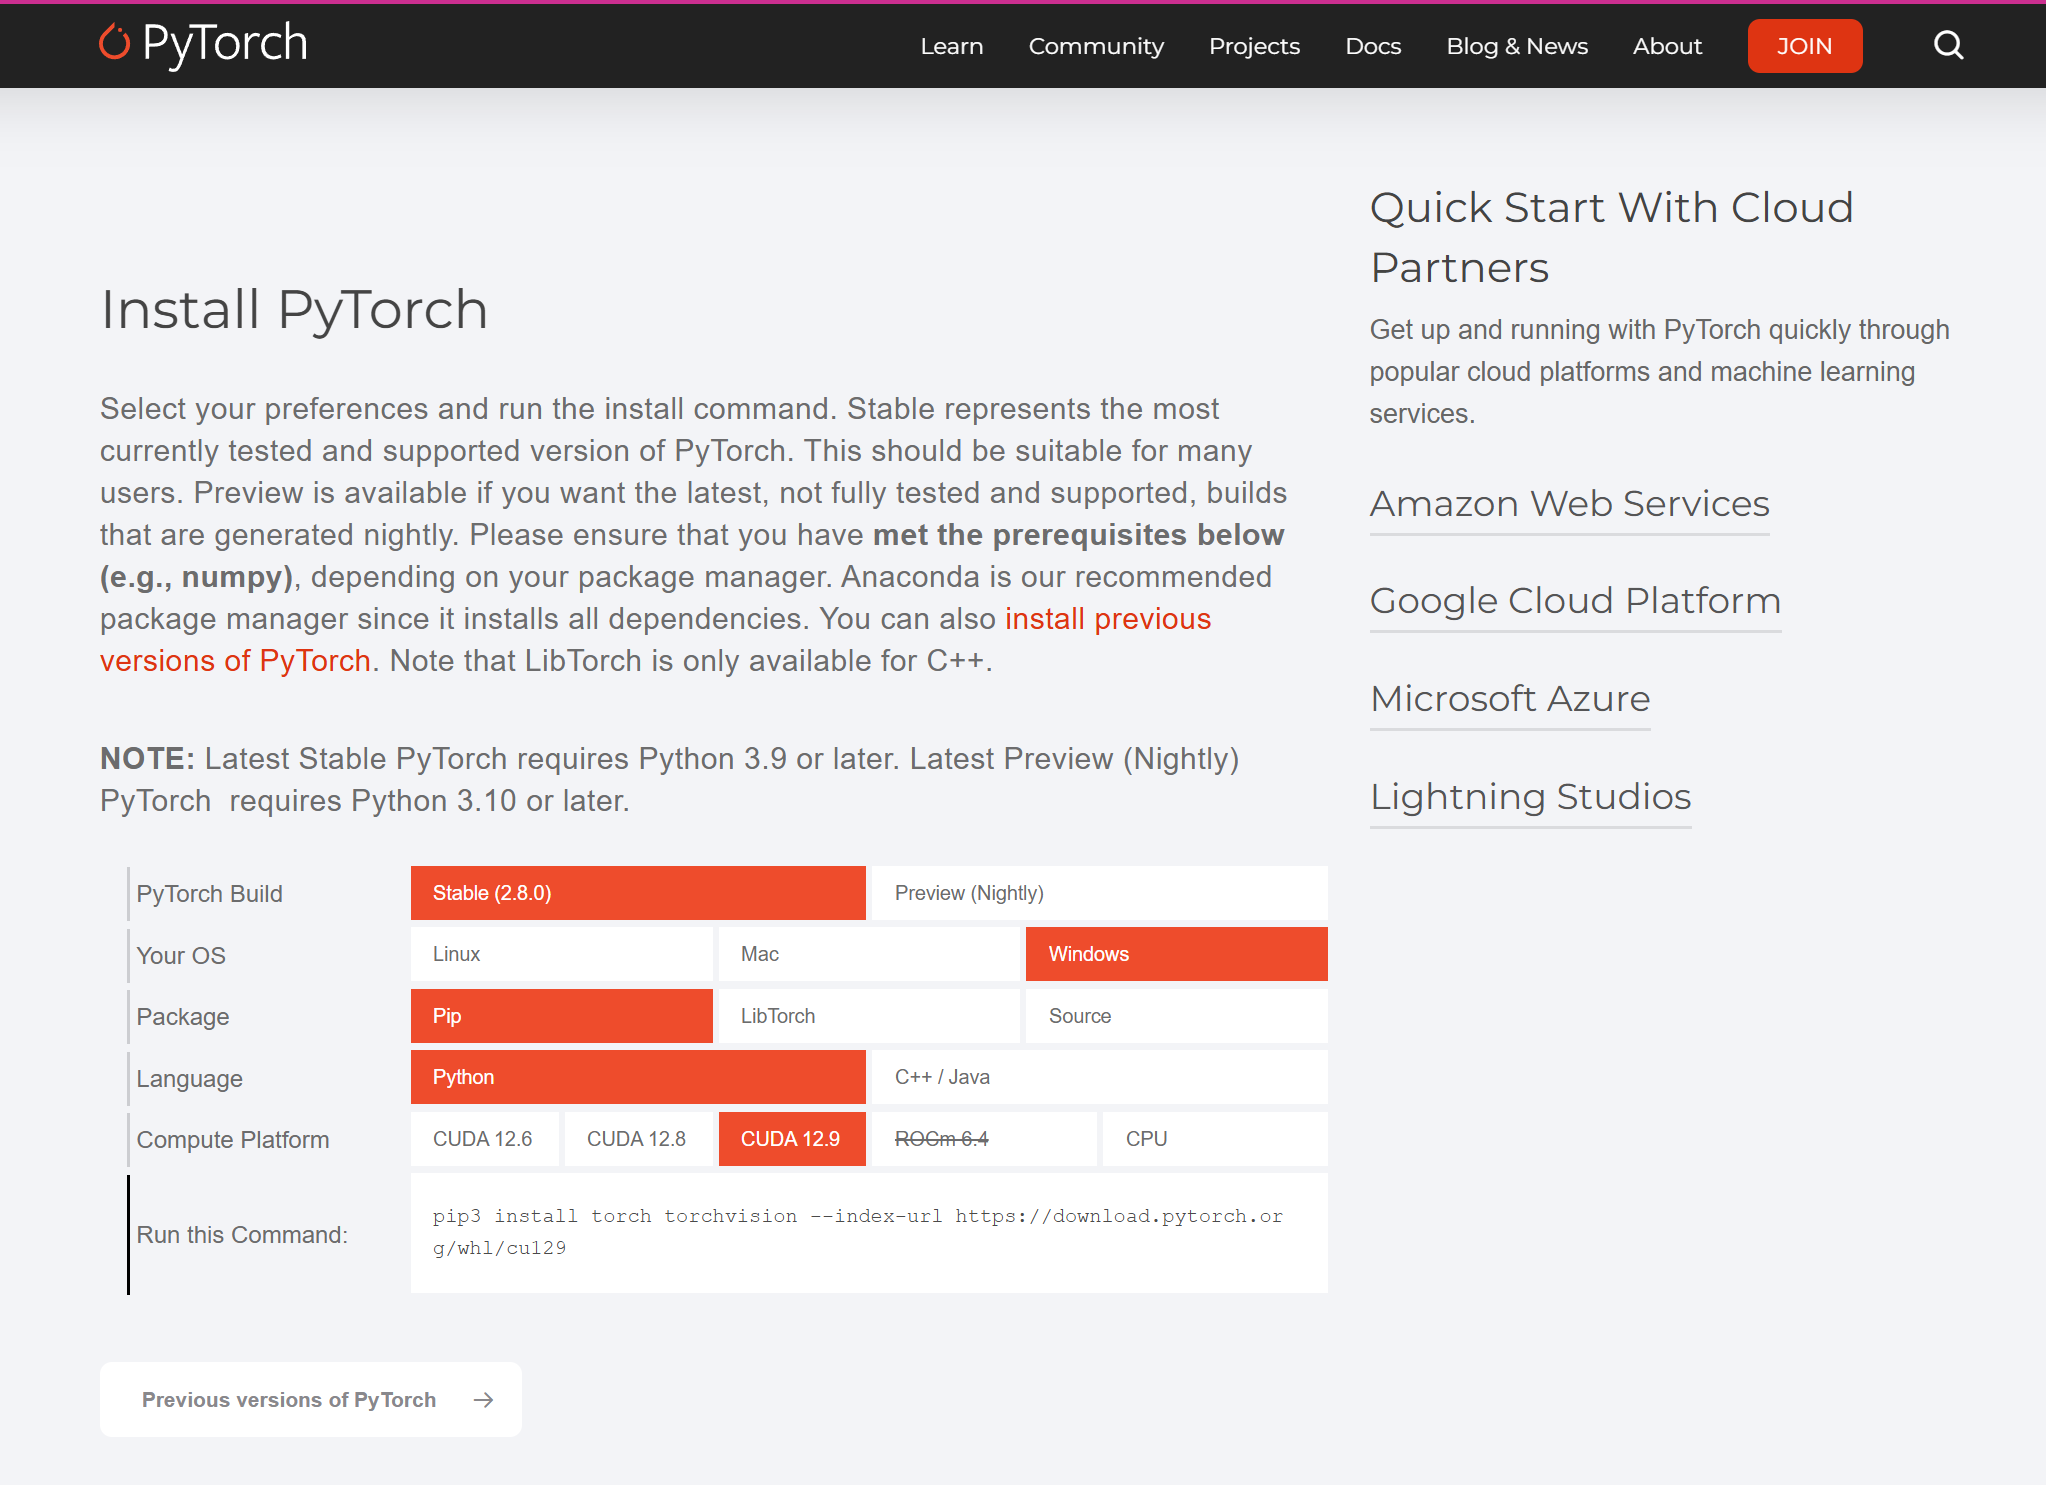 PyTorch
Learn
Community
Projects
Docs
Blog & News
About
JOIN
Install PyTorch
Select your preferences and run the install command. Stable represents the most
currently tested and supported version of PyTorch. This should be suitable for many
users. Preview is available if you want the latest, not fully tested and supported, builds
that are generated nightly. Please ensure that you have met the prerequisites below
(e.g., numpy), depending on your package manager. Anaconda is our recommended
package manager since it installs all dependencies. You can also install previous
versions of PyTorch. Note that LibTorch is only available for C++.
NOTE: Latest Stable PyTorch requires Python 3.9 or later. Latest Preview (Nightly)
PyTorch  requires Python 3.10 or later.
PyTorch Build
Stable (2.8.0)
Preview (Nightly)
Your OS
Linux
Mac
Windows
Package
Pip
LibTorch
Source
Language
Python
C++ / Java
Compute Platform
CUDA 12.6
CUDA 12.8
CUDA 12.9
ROCm 6.4
CPU
Run this Command:
pip3 install torch torchvision --index-url https://download.pytorch.or
g/whl/cu129
Previous versions of PyTorch →
Quick Start With Cloud
Partners
Get up and running with PyTorch quickly through
popular cloud platforms and machine learning
services.
Amazon Web Services
Google Cloud Platform
Microsoft Azure
Lightning Studios